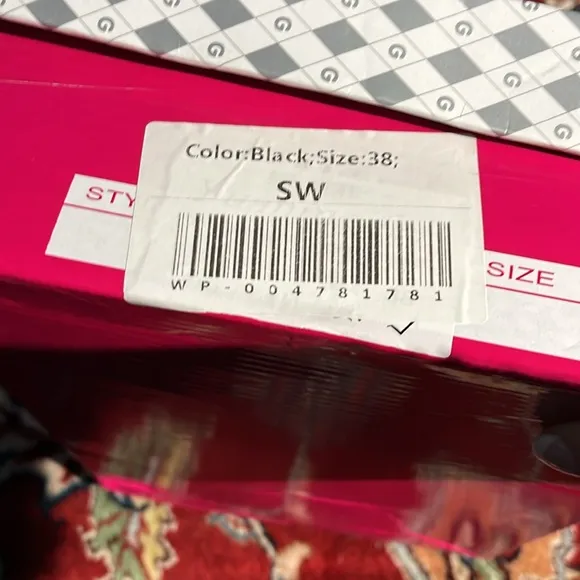 Color:Black;Size:38;
SW
STY
SIZE
WP-004781781